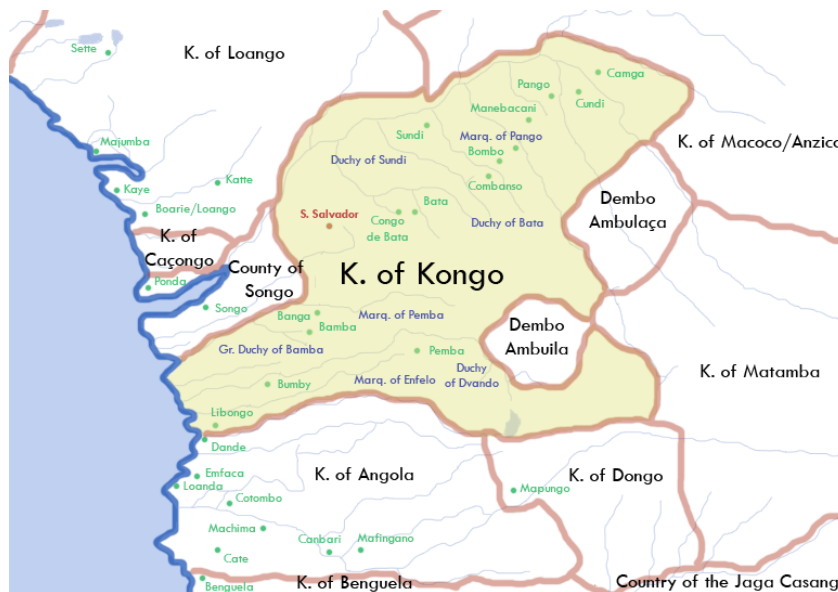 Sette
K. of Loango
Camga
Pango
Cundi
Manebacani
Sundi
Marq. of Pango
K. of Macoco/Anzico
Majumba
Bombo
Duchy of Sundi
Katte
Combanso
Kaye
Dembo
Ambulaça
Bata
Boarie/Loango
S. Salvador
Congo
de Bata
Duchy of Bata
K. of
Caçongo
County of
Songo
K. of Kongo
Ponda
Songo
Banga
Marq. of Pemba
Bamba
Dembo
Ambuila
Gr. Duchy of Bamba
Pemba
Duchy
of Dvando
K. of Matamba
Bumby
Marq. of Enfelo
Libongo
Dande
K. of Angola
K. of Dongo
Emfaca
Loanda
Mapungo
Cotombo
Machima
Canbari
Mafingano
Cate
Benguela
K. of Benguela
Country of the Jaga Casang